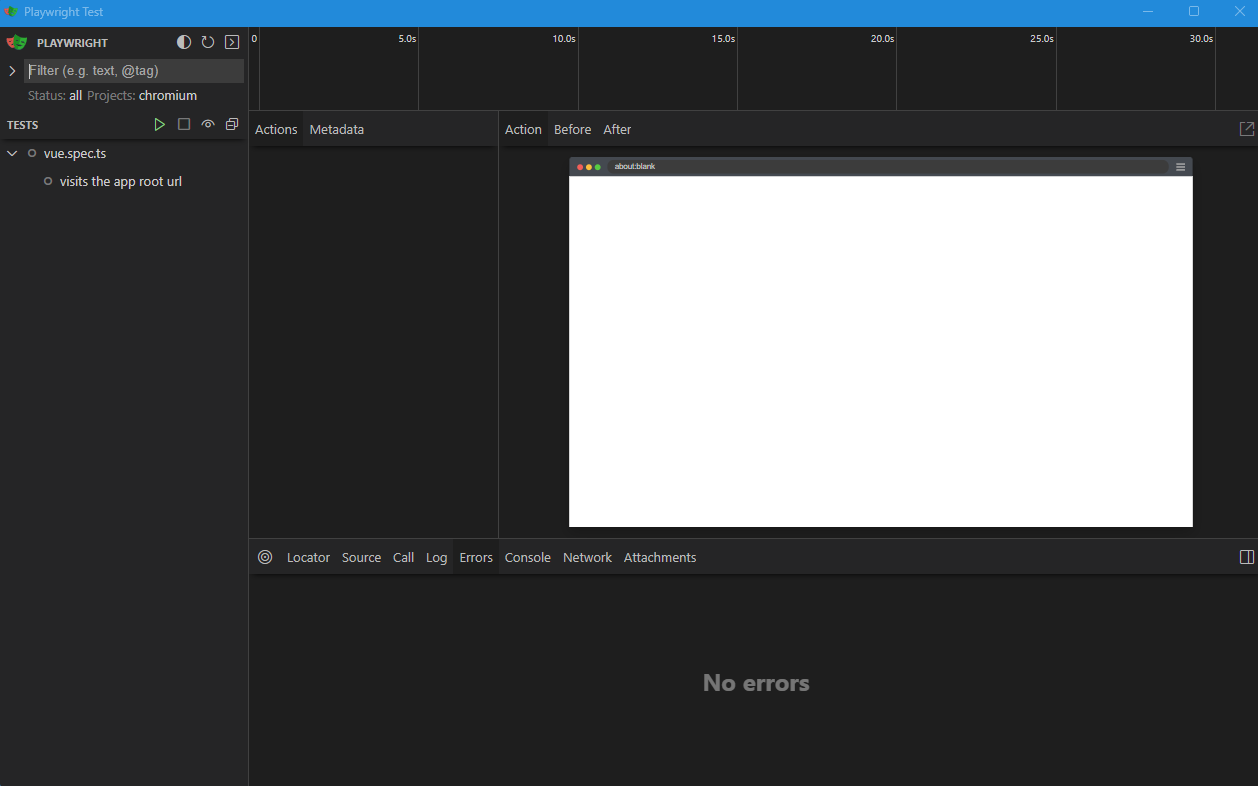 Playwright Test
PLAYWRIGHT
Filter (e.g. text, @tag)
Status: all Projects: chromium
TESTS
vue.spec.ts
visits the app root url
0 5.0s 10.0s 15.0s 20.0s 25.0s 30.0s
Actions Metadata
Action Before After
about:blank
Locator Source Call Log Errors Console Network Attachments
No errors